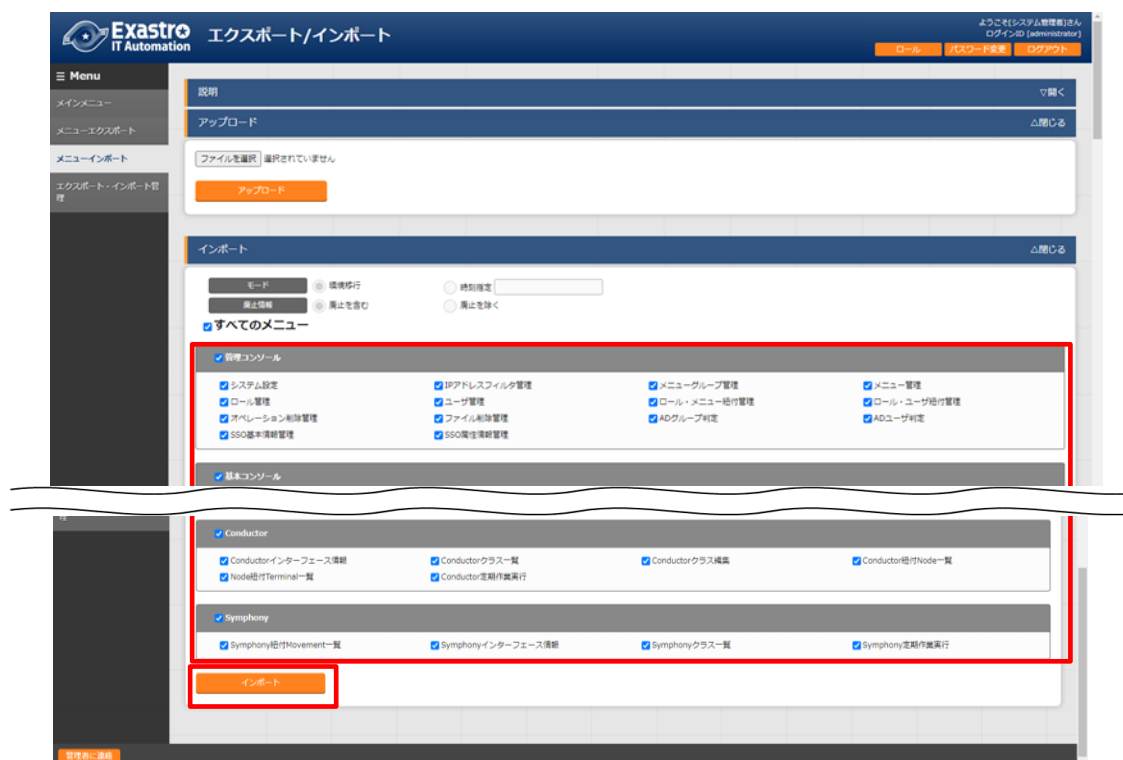 Exastro
IT Automation
エクスポート/インポート
ようこそ[システム管理者]さん
ログインID [administrator]
ロール パスワード変更 ログアウト
☰ Menu
メインメニュー
メニューエクスポート
メニューインポート
エクスポート・インポート管
理
説明 ▽開く
アップロード △閉じる
ファイルを選択 選択されていません
アップロード
インポート △閉じる
モード 環境移行 時刻指定
廃止情報 廃止を含む 廃止を除く
すべてのメニュー
管理コンソール
システム設定 IPアドレスフィルタ管理 メニューグループ管理 メニュー管理
ロール管理 ユーザ管理 ロール・メニュー紐付管理 ロール・ユーザ紐付管理
オペレーション削除管理 ファイル削除管理 ADグループ判定 ADユーザ判定
SSO基本情報管理 SSO属性情報管理
基本コンソール
理
Conductor
Conductorインターフェース情報 Conductorクラス一覧 Conductorクラス編集 Conductor紐付Node一覧
Node紐付Terminal一覧 Conductor定期作業実行
Symphony
Symphony紐付Movement一覧 Symphonyインターフェース情報 Symphonyクラス一覧 Symphony定期作業実行
インポート
管理者に連絡